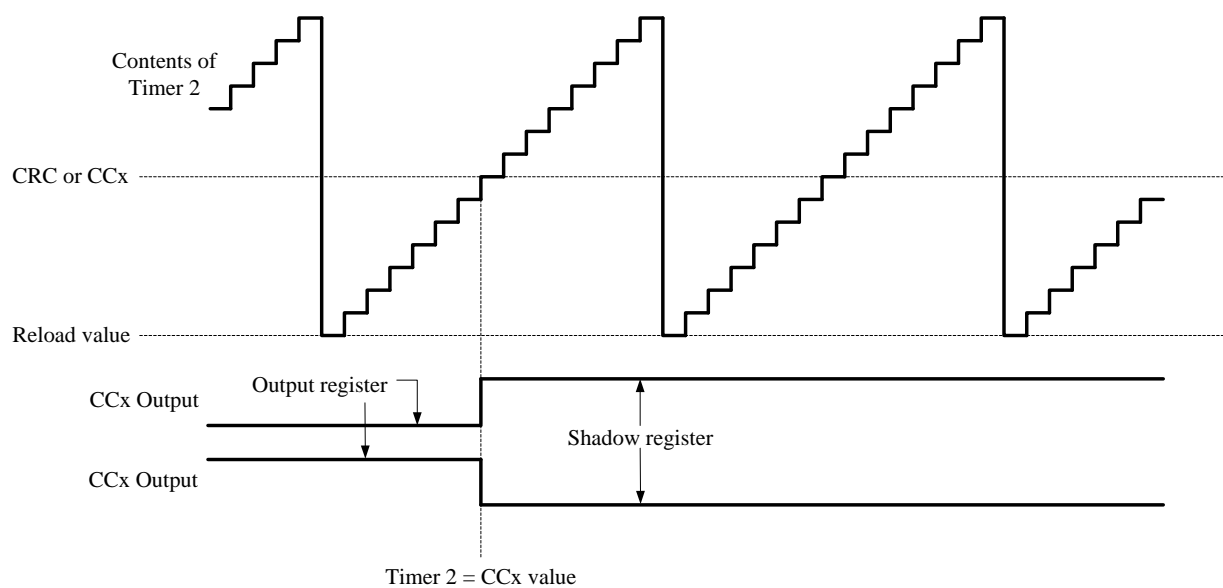 Contents of
Timer 2
CRC or CCx
Reload value
Output register
CCx Output
Shadow register
CCx Output
Timer 2 = CCx value